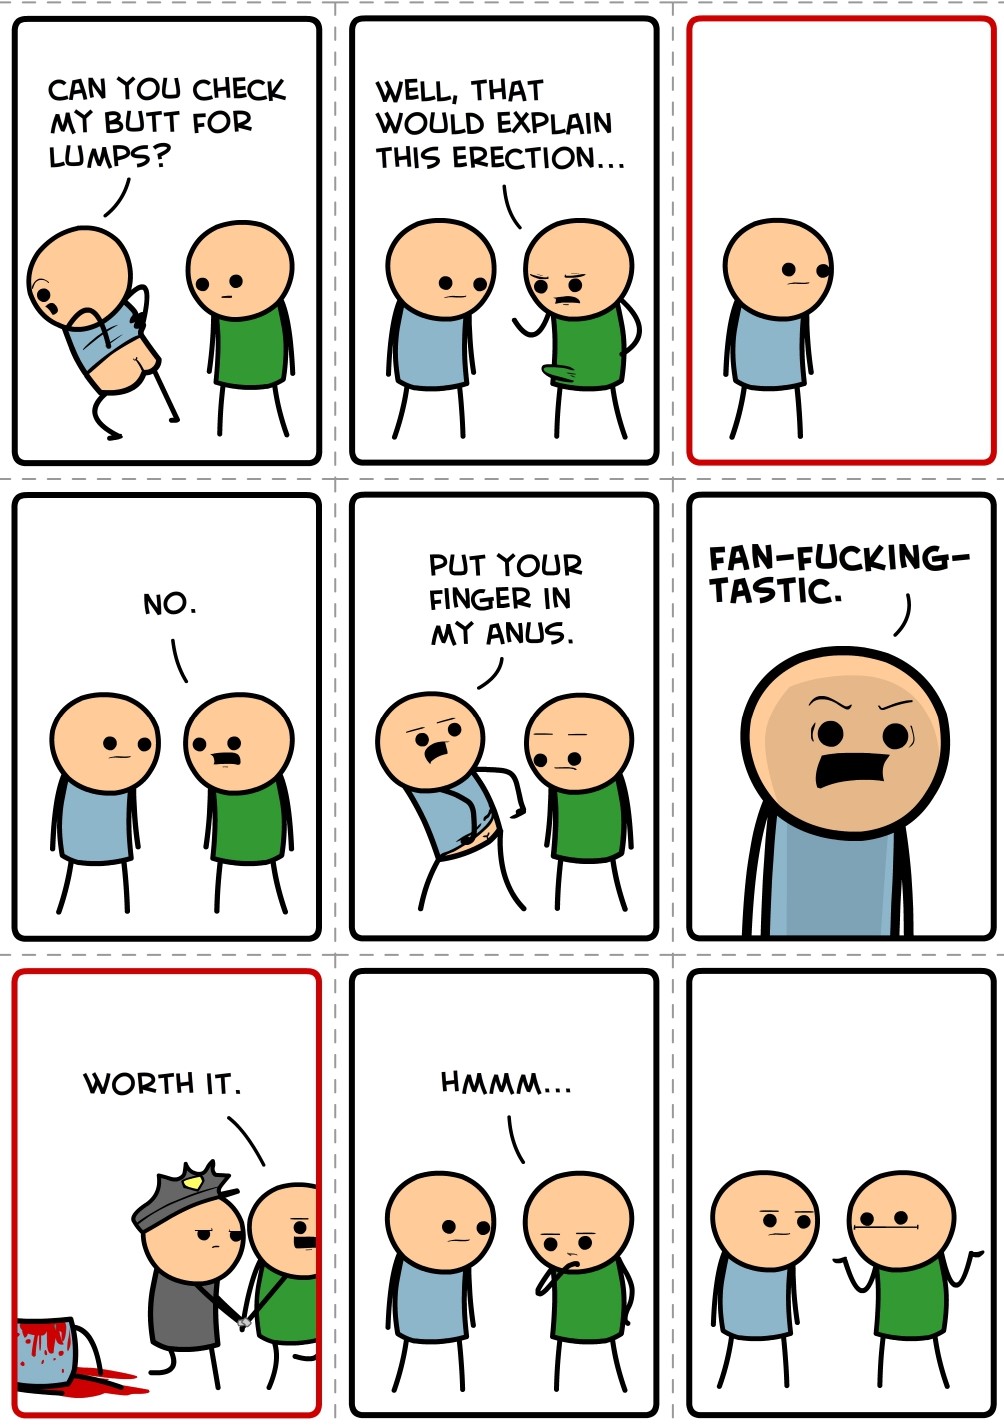 CAN YOU CHECK
MY BUTT FOR
LUMPS?
WELL, THAT
WOULD EXPLAIN
THIS ERECTION...
NO.
PUT YOUR
FINGER IN
MY ANUS.
FAN-FUCKING-
TASTIC.
WORTH IT.
HMMM...